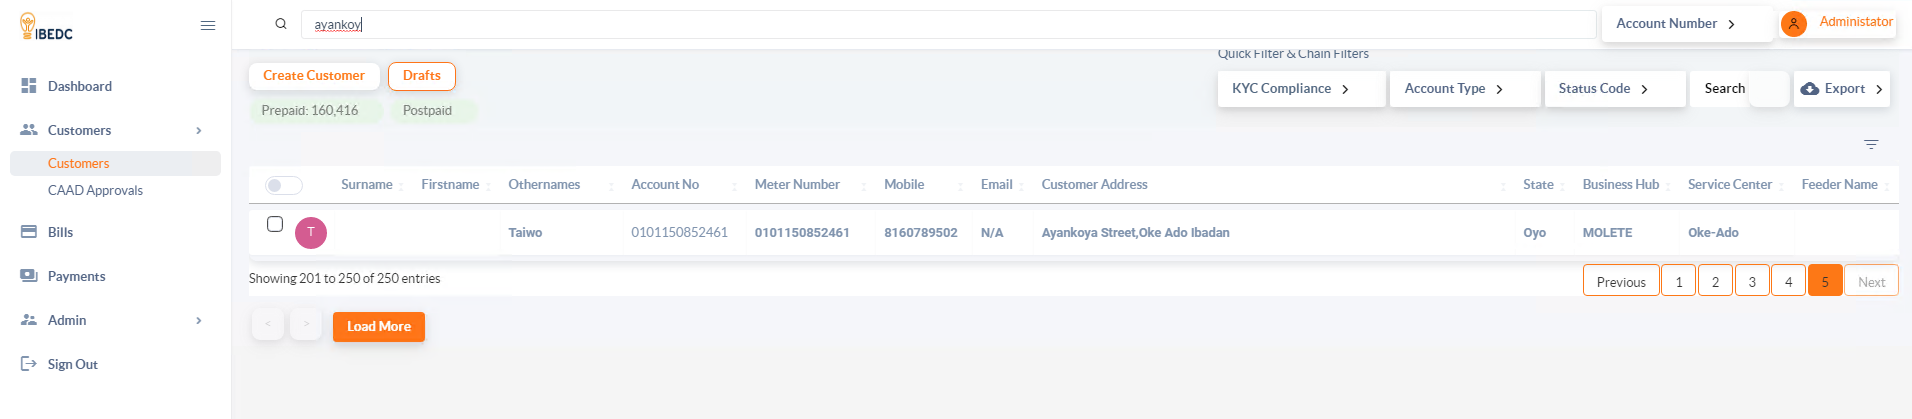 IBEDC
ayankoy
Account Number
Administator
Dashboard
Customers
Customers
CAAD Approvals
Bills
Payments
Admin
Sign Out
Quick Filter & Chain Filters
Create Customer
Drafts
KYC Compliance
Account Type
Status Code
Search
Export
Prepaid: 160,416
Postpaid
Surname Firstname Othernames Account No Meter Number Mobile Email Customer Address State Business Hub Service Center Feeder Name
T Taiwo 0101150852461 0101150852461 8160789502 N/A Ayankoya Street,Oke Ado Ibadan Oyo MOLETE Oke-Ado
Showing 201 to 250 of 250 entries
Previous 1 2 3 4 5 Next
< >
Load More